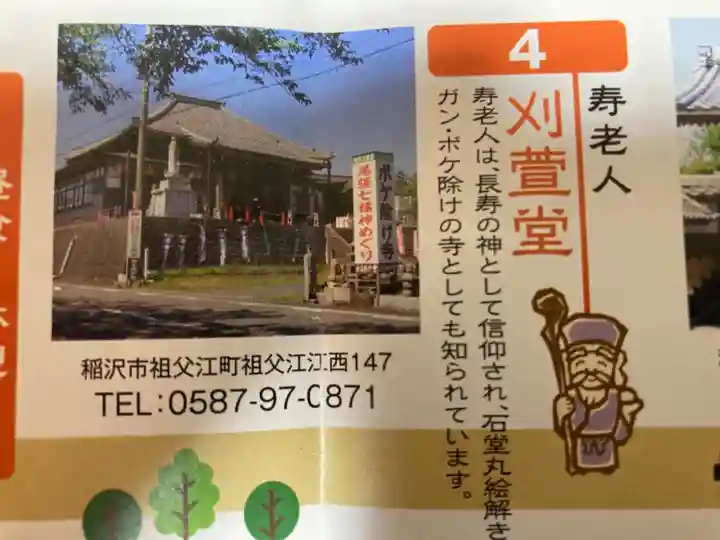 4
寿老人
刈萱堂
寿老人は、長寿の神として信仰され、石堂丸絵解き
ガン・ボケ除けの寺としても知られています。
ボケ除け寺
尾張七福神めぐり
稲沢市祖父江町祖父江江西147
TEL:0587-97-0871
昼食